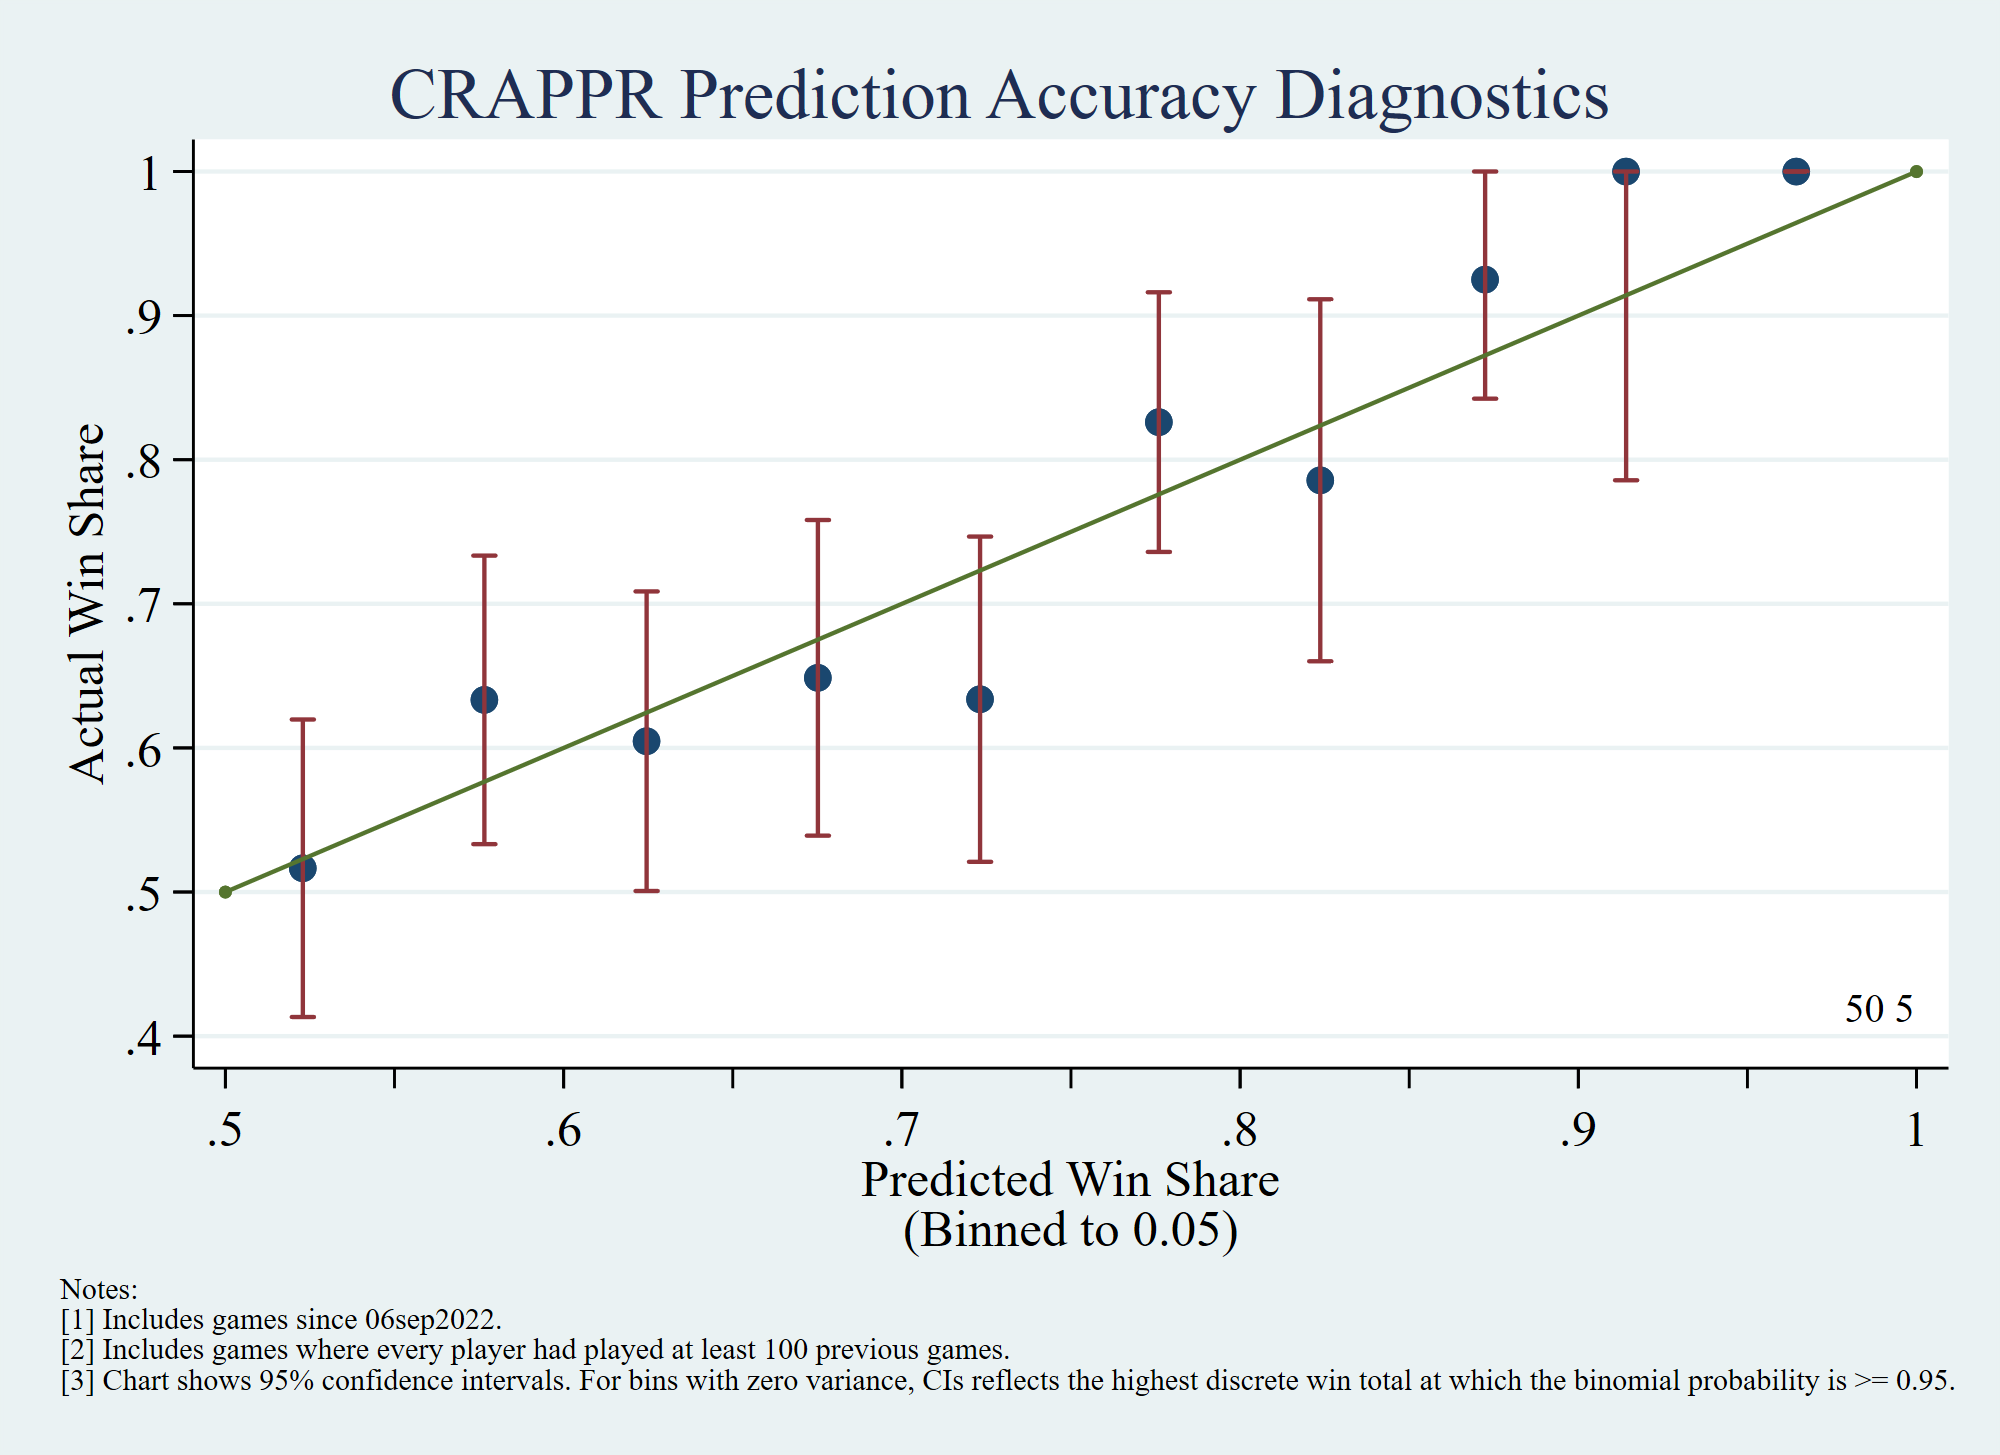 CRAPPR Prediction Accuracy Diagnostics
Actual Win Share
1
.9
.8
.7
.6
.5
.4
50 5
.5 .6 .7 .8 .9 1
Predicted Win Share
(Binned to 0.05)
Notes:
[1] Includes games since 06sep2022.
[2] Includes games where every player had played at least 100 previous games.
[3] Chart shows 95% confidence intervals. For bins with zero variance, CIs reflects the highest discrete win total at which the binomial probability is >= 0.95.